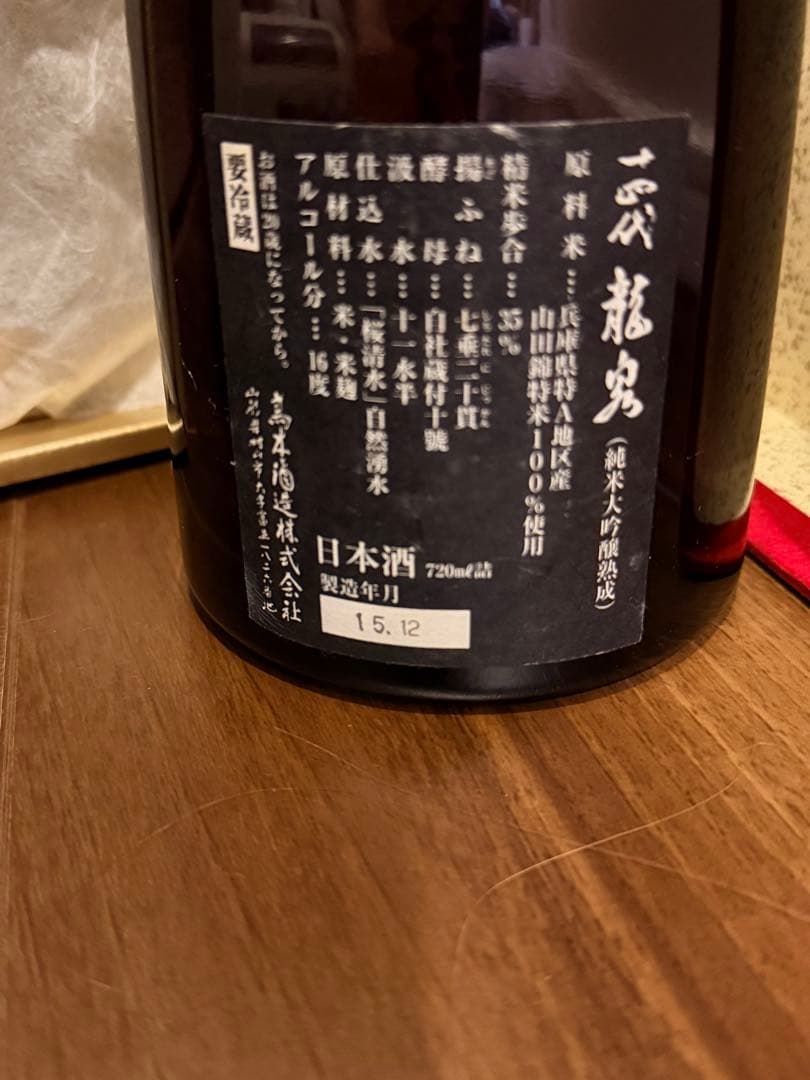 十四代 龍泉(純米大吟醸熟成)
原料米…兵庫県特A地区産
山田錦特米100%使用
精米歩合…35%
揚ふね…七垂二十貫
酵母…自社蔵付十號
汲水…十一水半
仕込水…「桜清水」自然湧水
原材料…米・米麹
アルコール分…16度
お酒は20歳になってから。
要冷蔵
高木酒造株式会社
日本酒 720mℓ詰
製造年月
15.12